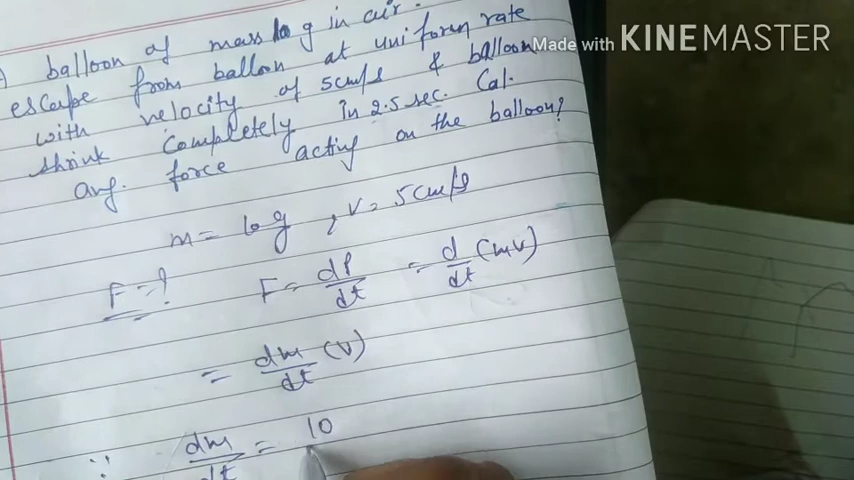 ) balloon of mass 10 g in air.
escape from balloon at uniform rate
with velocity of 5cm/s & balloon
shrink completely in 2.5 sec. Cal.
avg. force acting on the balloon?
m = 10g , v = 5cm/s
F = ? F = dP/dt = d/dt (mv)
= dm/dt (v)
∵ dm/dt = 10
Made with KINEMASTER